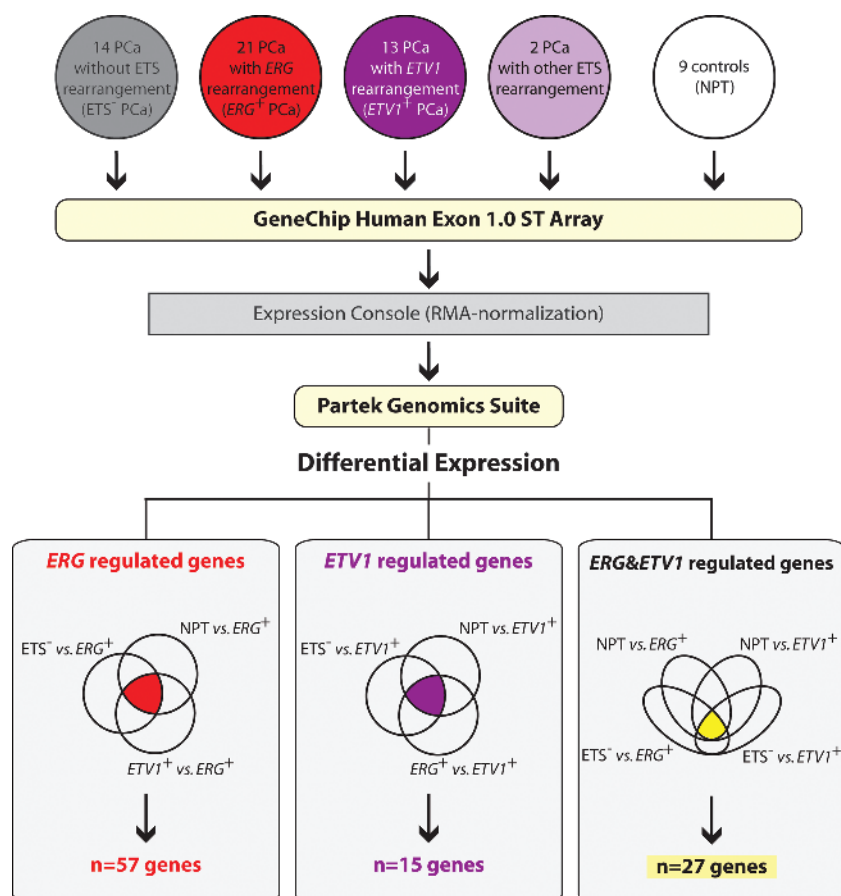 14 PCa
without ETS
rearrangement
(ETS⁻ PCa)
21 PCa
with ERG
rearrangement
(ERG⁺ PCa)
13 PCa
with ETV1
rearrangement
(ETV1⁺ PCa)
2 PCa
with other ETS
rearrangement
9 controls
(NPT)
GeneChip Human Exon 1.0 ST Array
Expression Console (RMA-normalization)
Partek Genomics Suite
Differential Expression
ERG regulated genes
NPT vs. ERG⁺
ETS⁻ vs. ERG⁺
ETV1⁺ vs. ERG⁺
n=57 genes
ETV1 regulated genes
NPT vs. ETV1⁺
ETS⁻ vs. ETV1⁺
ERG⁺ vs. ETV1⁺
n=15 genes
ERG&ETV1 regulated genes
NPT vs. ERG⁺
NPT vs. ETV1⁺
ETS⁻ vs. ERG⁺
ETS⁻ vs. ETV1⁺
n=27 genes